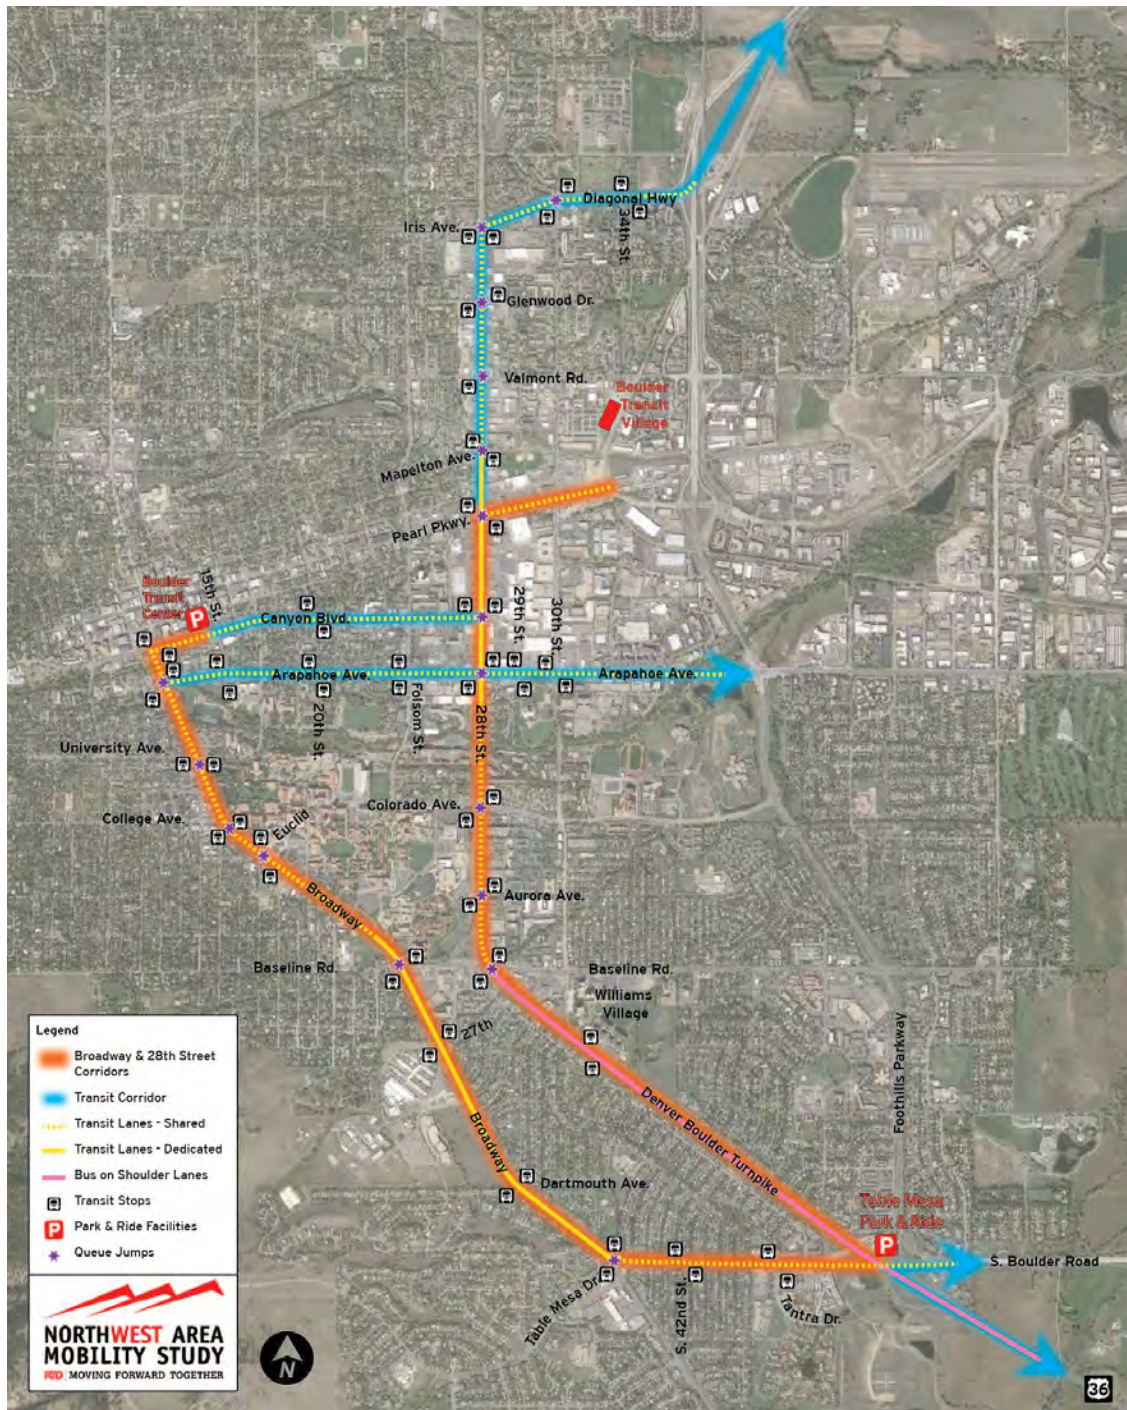 Diagonal Hwy
34th St.
Iris Ave.
Glenwood Dr.
Valmont Rd.
Boulder
Transit
Village
Mapelton Ave.
Pearl Pkwy.
Boulder
Transit
Center
15th St.
P
Canyon Blvd.
29th St.
30th St.
Arapahoe Ave.
Arapahoe Ave.
20th St.
Folsom St.
28th St.
University Ave.
College Ave.
Euclid
Colorado Ave.
Broadway
Aurora Ave.
Baseline Rd.
Baseline Rd.
Williams
Village
27th
Foothills Parkway
Broadway
Denver Boulder Turnpike
Dartmouth Ave.
Table Mesa
Park & Ride
P
S. Boulder Road
Table Mesa Dr.
S. 42nd St.
Tantra Dr.
36
Legend
Broadway & 28th Street
Corridors
Transit Corridor
Transit Lanes - Shared
Transit Lanes - Dedicated
Bus on Shoulder Lanes
Transit Stops
P Park & Ride Facilities
Queue Jumps
NORTHWEST AREA
MOBILITY STUDY
RTD MOVING FORWARD TOGETHER
N